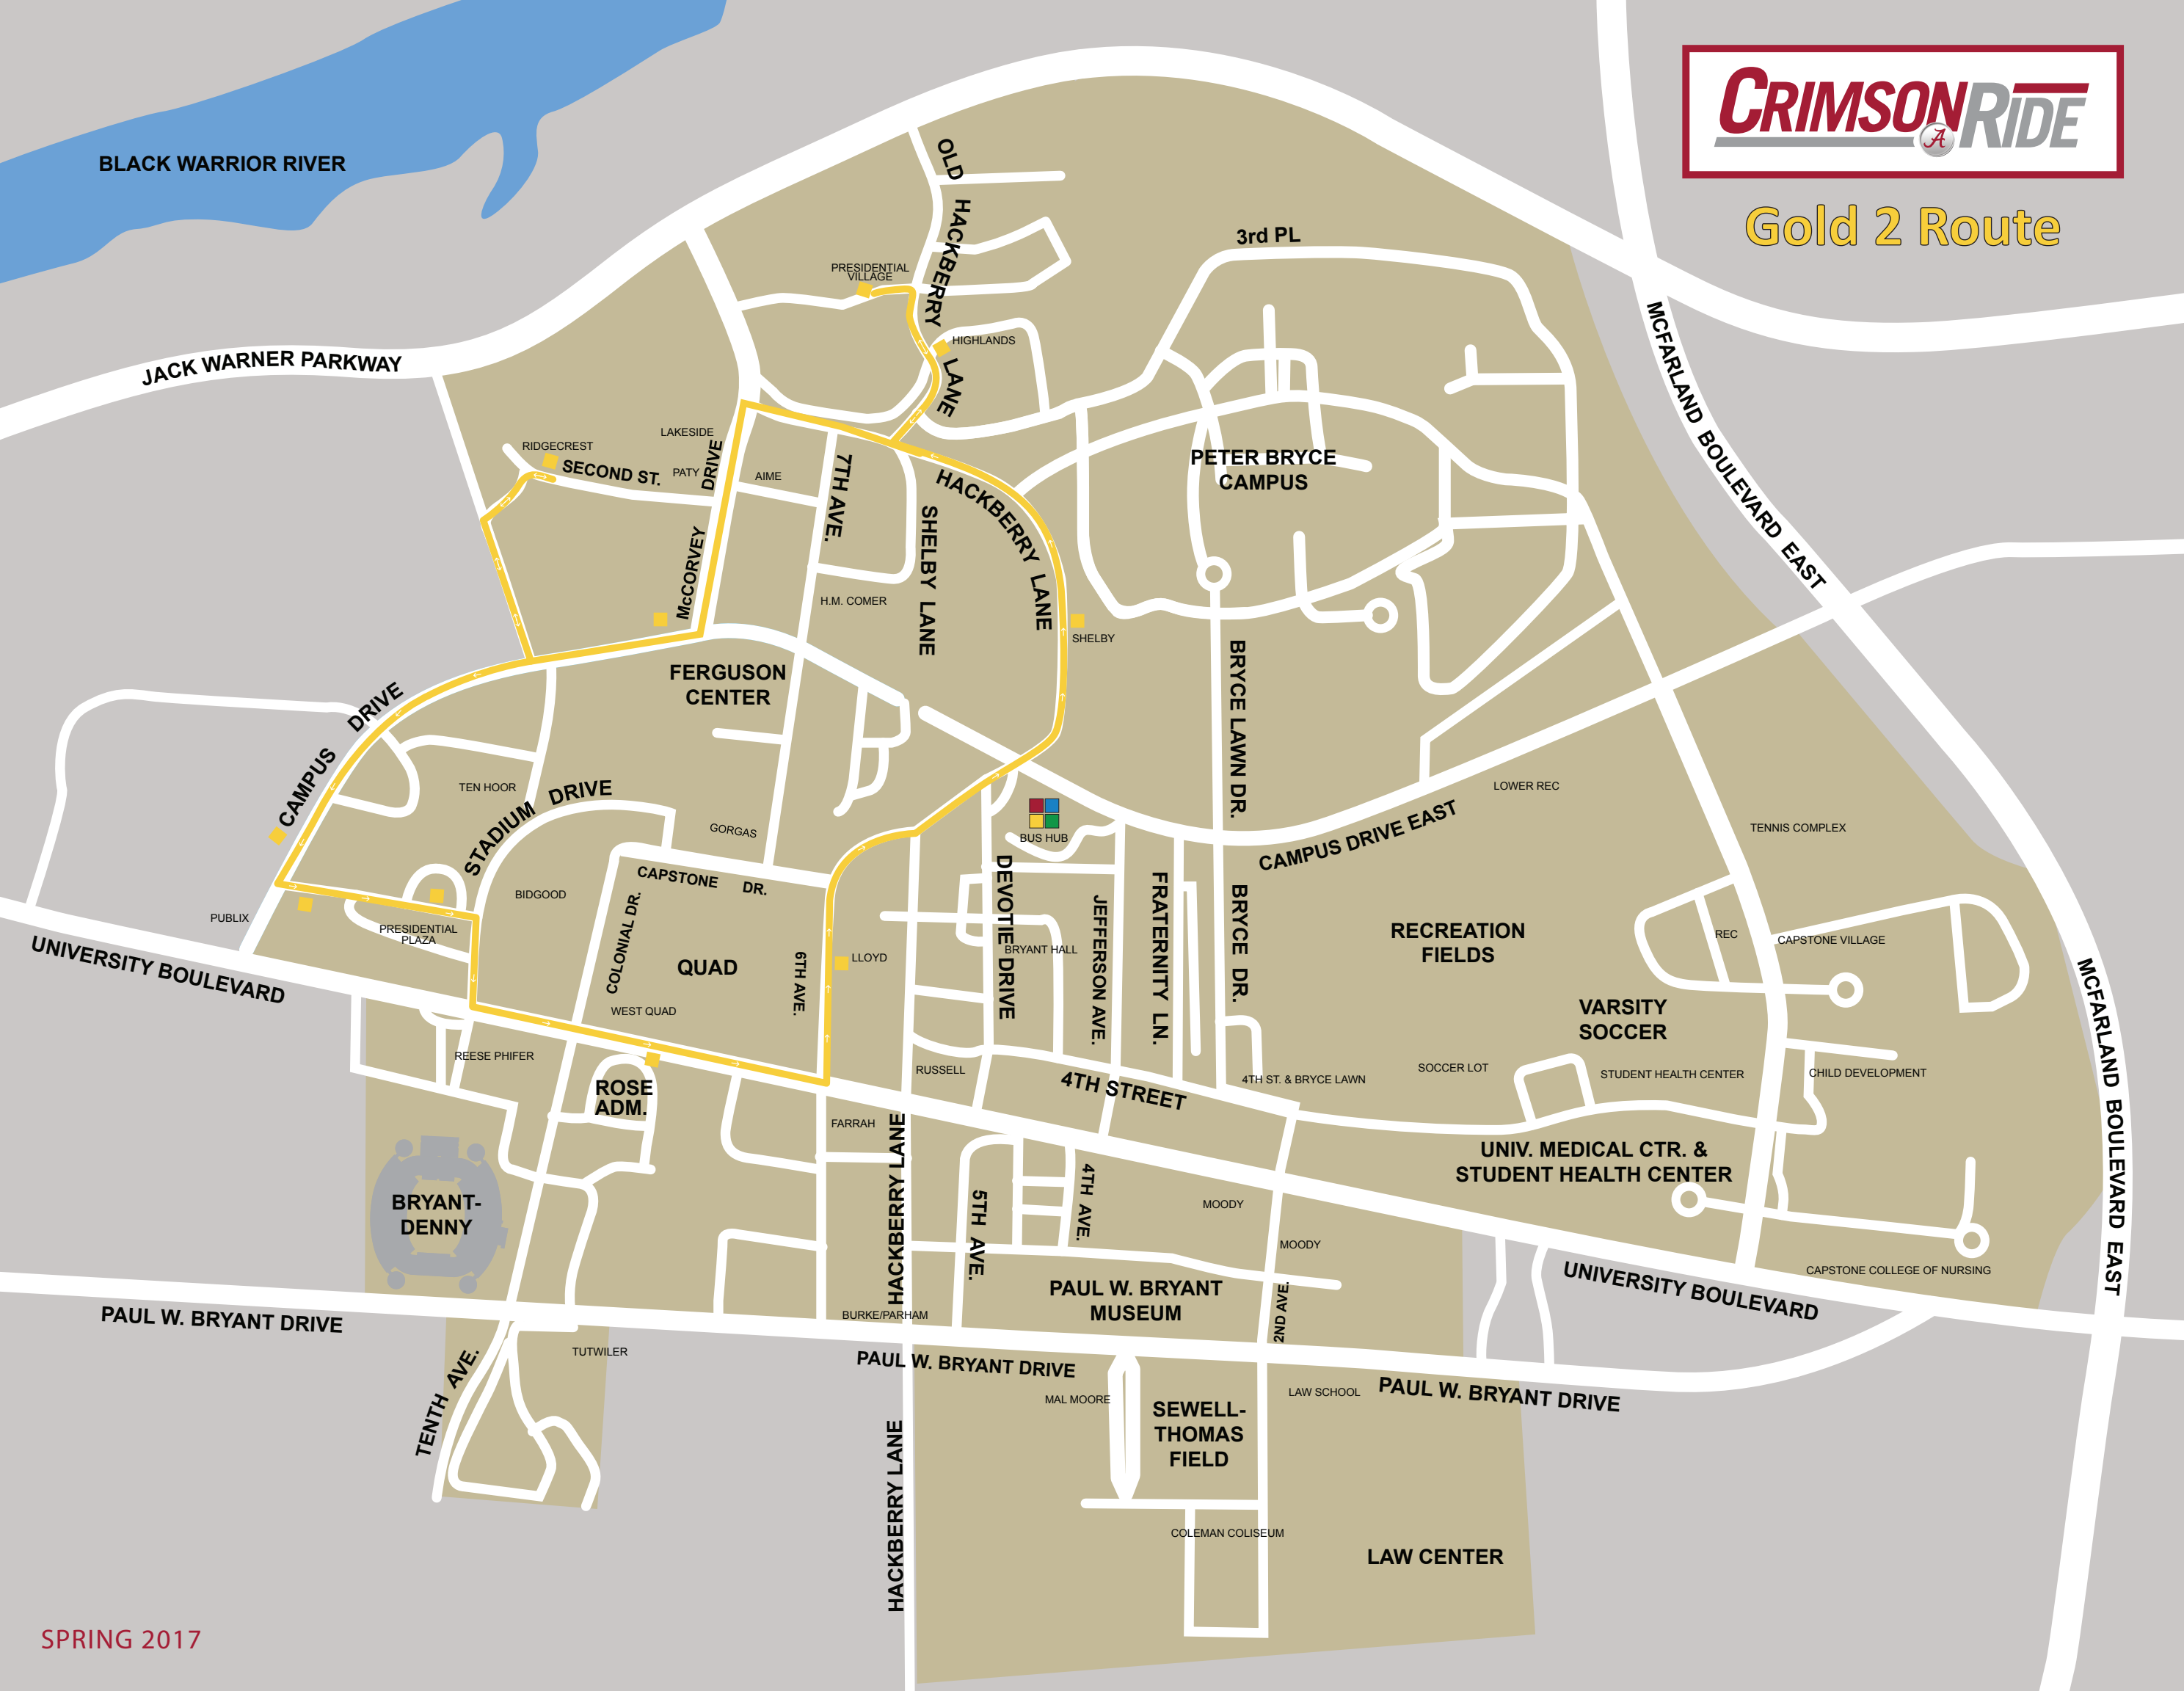 CRIMSONRIDE
A
Gold 2 Route
BLACK WARRIOR RIVER
OLD HACKBERRY LANE
3rd PL
PRESIDENTIAL
VILLAGE
HIGHLANDS
JACK WARNER PARKWAY
MCFARLAND BOULEVARD EAST
LAKESIDE
RIDGECREST
SECOND ST.
PATY
McCORVEY DRIVE
AIME
7TH AVE.
PETER BRYCE
CAMPUS
HACKBERRY LANE
SHELBY LANE
H.M. COMER
SHELBY
FERGUSON
CENTER
BRYCE LAWN DR.
CAMPUS DRIVE
TEN HOOR
STADIUM DRIVE
GORGAS
BUS HUB
LOWER REC
CAMPUS DRIVE EAST
TENNIS COMPLEX
CAPSTONE DR.
BIDGOOD
COLONIAL DR.
DEVOTIE DRIVE
JEFFERSON AVE.
FRATERNITY LN.
BRYCE DR.
PUBLIX
PRESIDENTIAL
PLAZA
RECREATION
FIELDS
REC
CAPSTONE VILLAGE
UNIVERSITY BOULEVARD
QUAD
6TH AVE.
LLOYD
BRYANT HALL
WEST QUAD
VARSITY
SOCCER
MCFARLAND BOULEVARD EAST
REESE PHIFER
ROSE
ADM.
RUSSELL
4TH STREET
4TH ST. & BRYCE LAWN
SOCCER LOT
STUDENT HEALTH CENTER
CHILD DEVELOPMENT
FARRAH
HACKBERRY LANE
UNIV. MEDICAL CTR. &
STUDENT HEALTH CENTER
BRYANT-
DENNY
5TH AVE.
4TH AVE.
MOODY
MOODY
CAPSTONE COLLEGE OF NURSING
UNIVERSITY BOULEVARD
PAUL W. BRYANT
MUSEUM
2ND AVE.
PAUL W. BRYANT DRIVE
BURKE/PARHAM
TUTWILER
PAUL W. BRYANT DRIVE
TENTH AVE.
MAL MOORE
LAW SCHOOL
PAUL W. BRYANT DRIVE
SEWELL-
THOMAS
FIELD
HACKBERRY LANE
COLEMAN COLISEUM
LAW CENTER
SPRING 2017